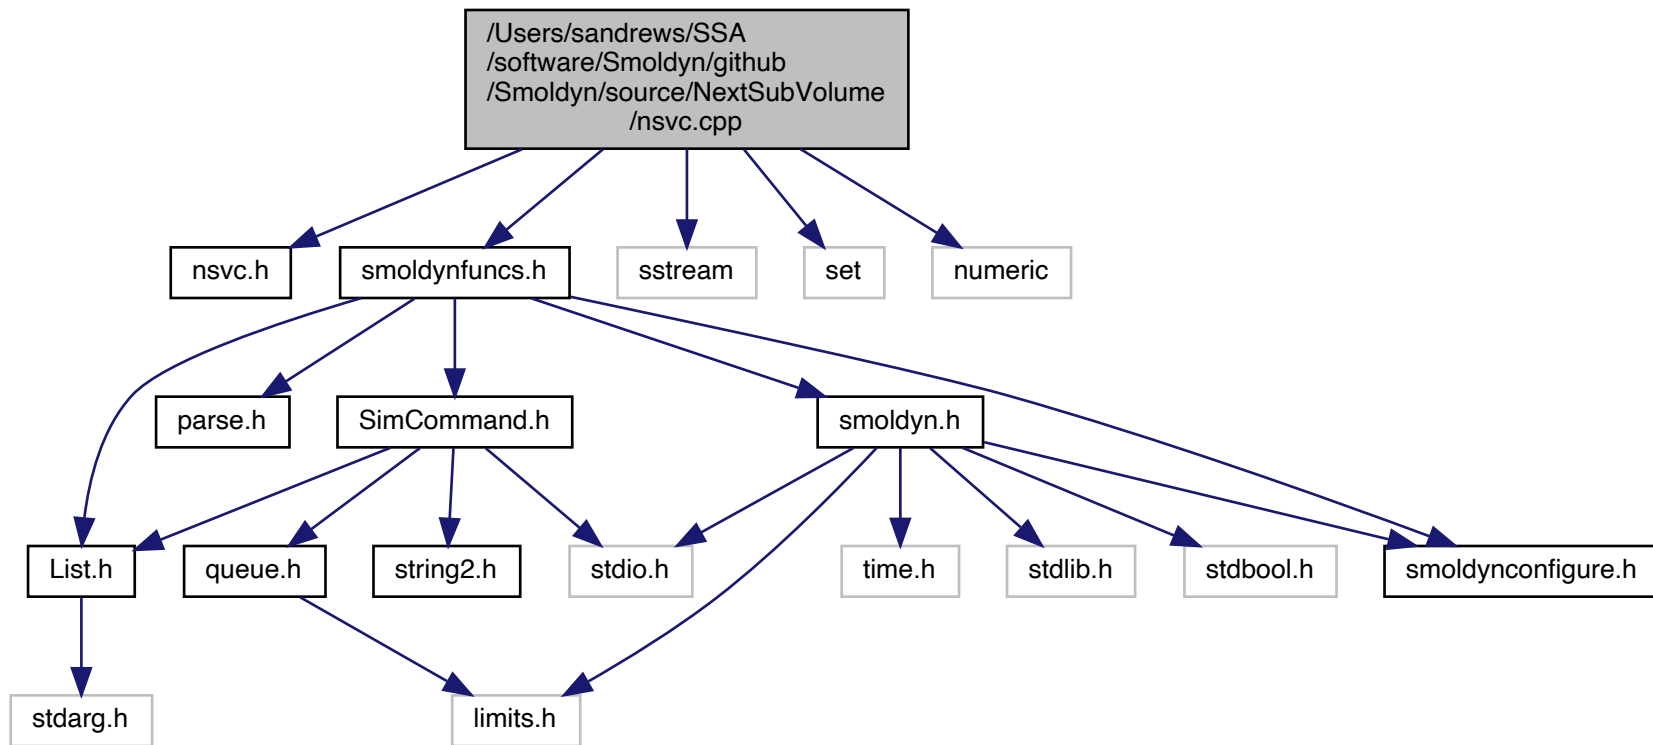 /Users/sandrews/SSA
/software/Smoldyn/github
/Smoldyn/source/NextSubVolume
/nsvc.cpp
nsvc.h
smoldynfuncs.h
sstream
set
numeric
parse.h
SimCommand.h
smoldyn.h
List.h
queue.h
string2.h
stdio.h
time.h
stdlib.h
stdbool.h
smoldynconfigure.h
stdarg.h
limits.h